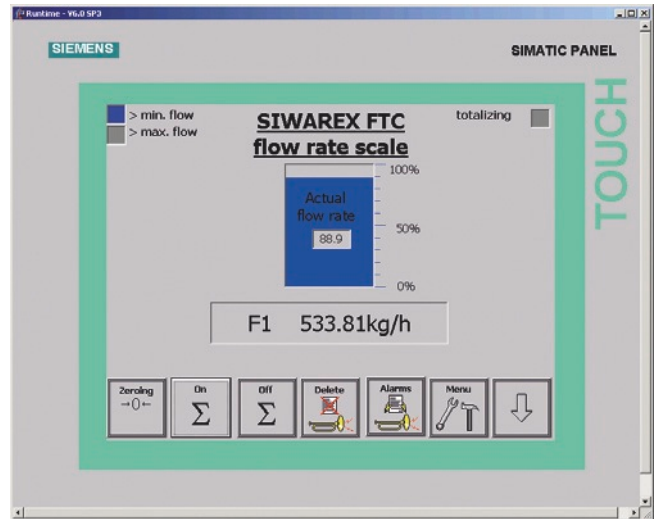 Runtime - V6.0 SP3
SIEMENS
SIMATIC PANEL
TOUCH
> min. flow
> max. flow
SIWAREX FTC
flow rate scale
totalizing
100%
Actual
flow rate
88.9
50%
0%
F1 533.81kg/h
Zeroing
→0←
On
Σ
Off
Σ
Delete
Alarms
Menu